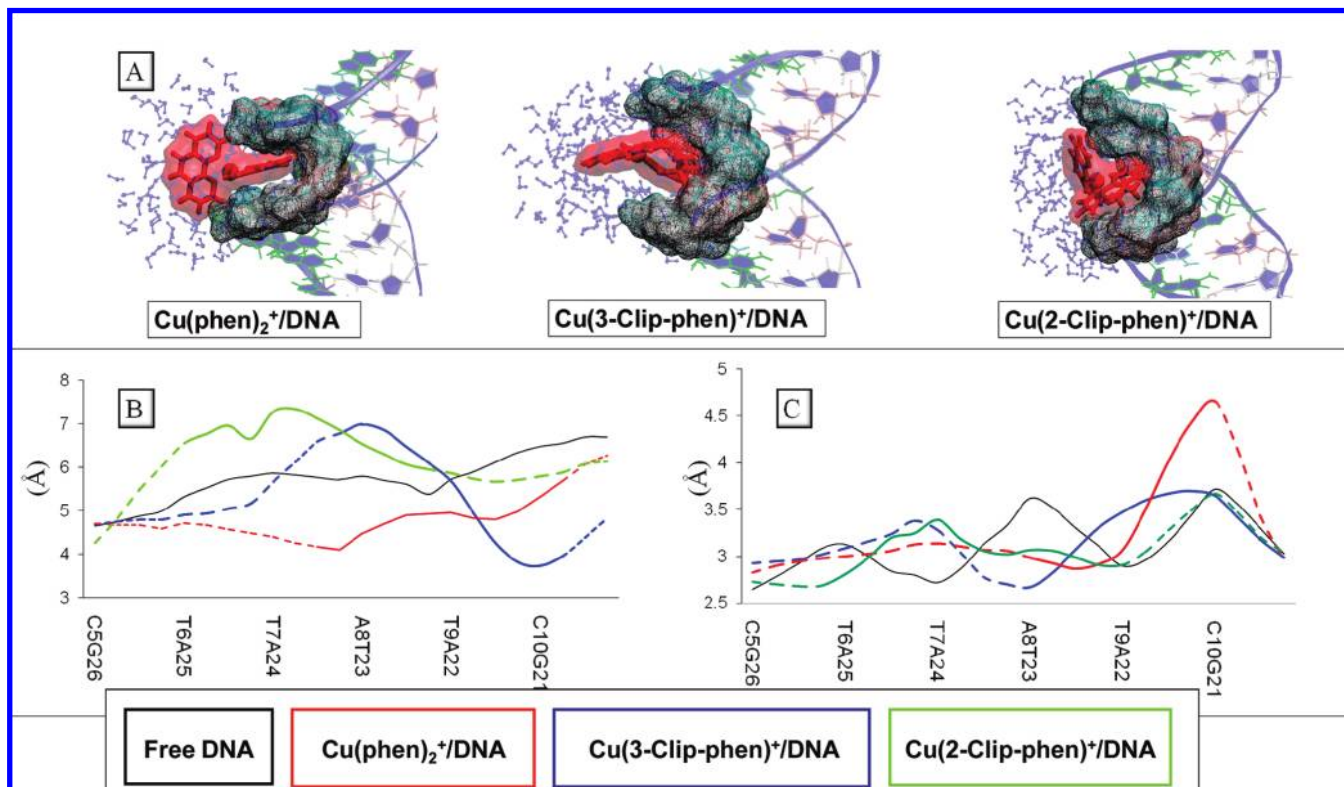 A
Cu(phen)₂⁺/DNA
Cu(3-Clip-phen)⁺/DNA
Cu(2-Clip-phen)⁺/DNA
B
8
7
6
5
4
3
(Å)
C5G26
T6A25
T7A24
A8T23
T9A22
C10G21
C
5
4.5
4
3.5
3
2.5
(Å)
C5G26
T6A25
T7A24
A8T23
T9A22
C10G21
Free DNA
Cu(phen)₂⁺/DNA
Cu(3-Clip-phen)⁺/DNA
Cu(2-Clip-phen)⁺/DNA